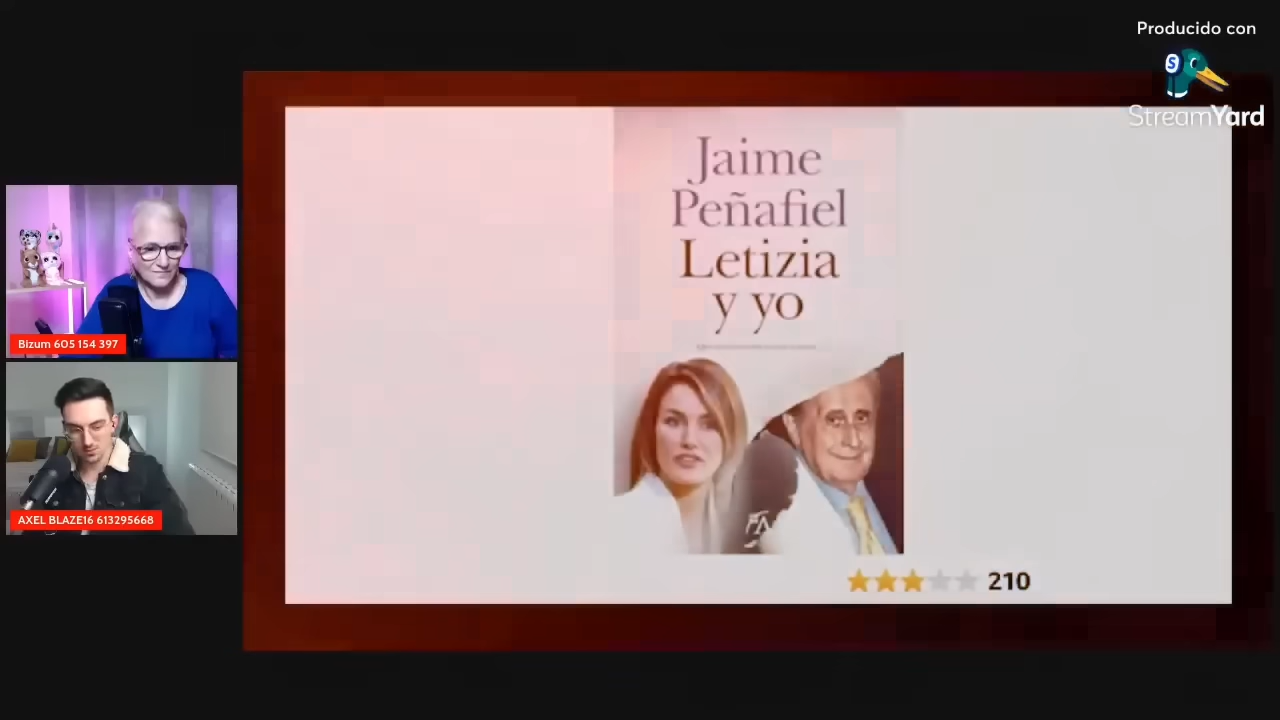 Producido con
StreamYard
Jaime
Peñafiel
Letizia
y yo
Bizum 605 154 397
AXEL BLAZE16 613295668
210